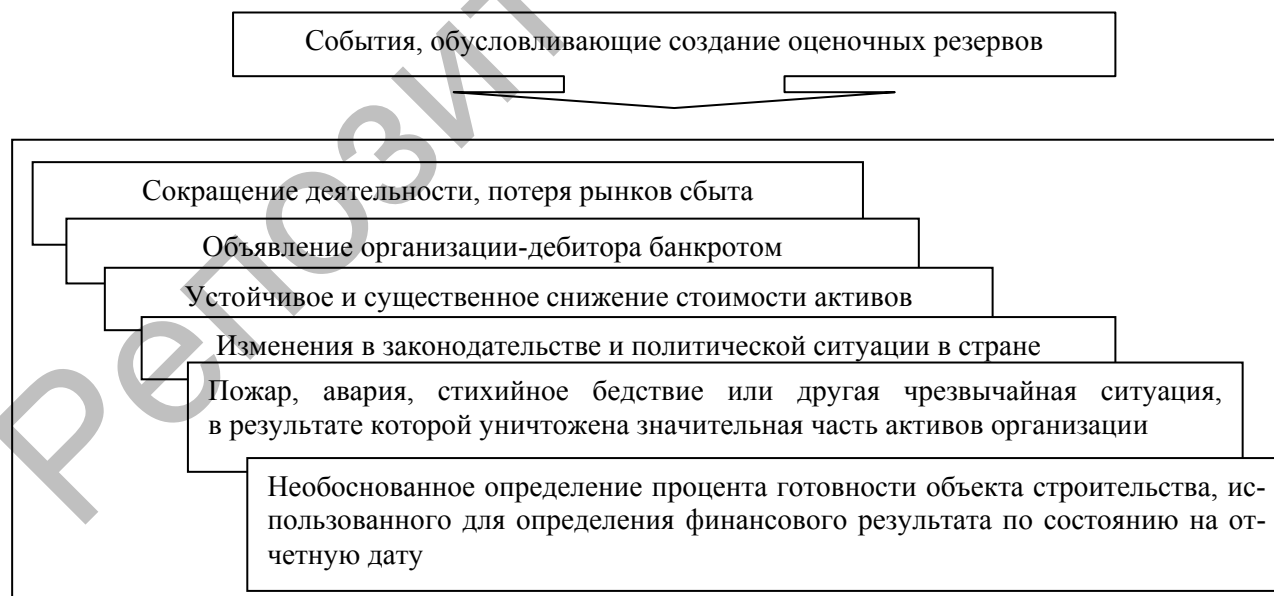 События, обусловливающие создание оценочных резервов
Сокращение деятельности, потеря рынков сбыта
Объявление организации-дебитора банкротом
Устойчивое и существенное снижение стоимости активов
Изменения в законодательстве и политической ситуации в стране
Пожар, авария, стихийное бедствие или другая чрезвычайная ситуация,
в результате которой уничтожена значительная часть активов организации
Необоснованное определение процента готовности объекта строительства, ис-
пользованного для определения финансового результата по состоянию на от-
четную дату
Репозит